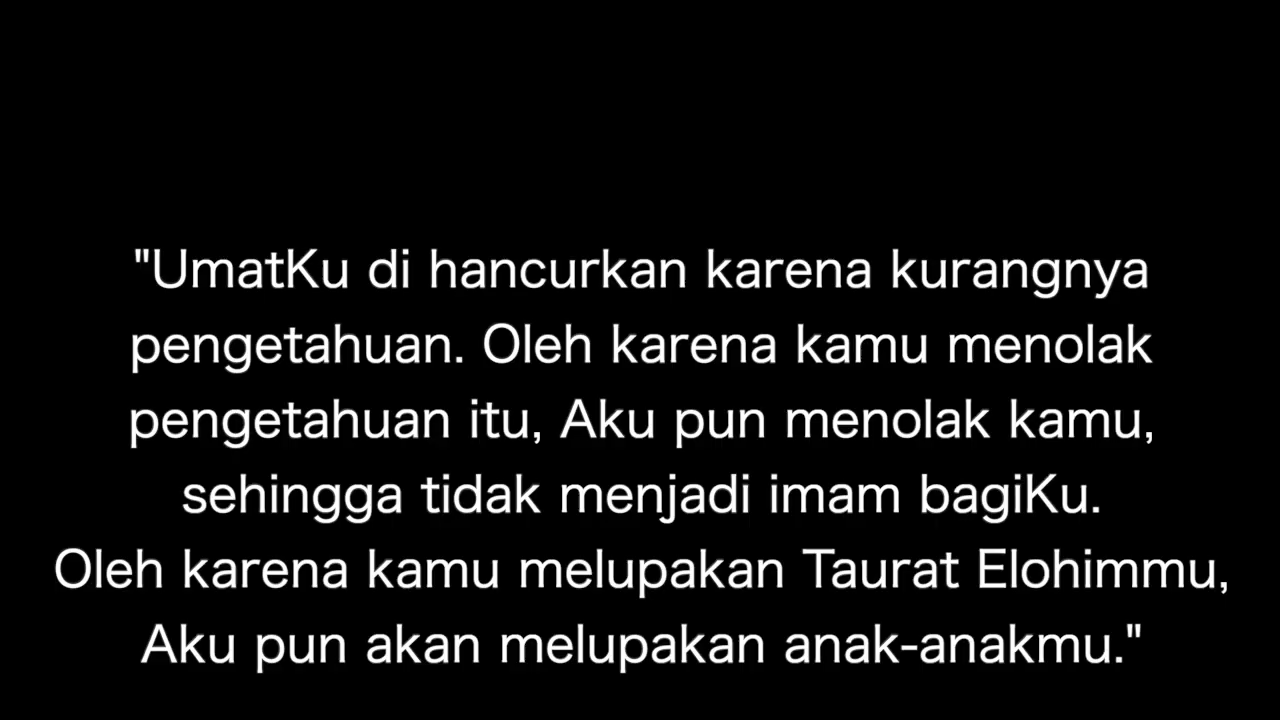 "UmatKu di hancurkan karena kurangnya
pengetahuan. Oleh karena kamu menolak
pengetahuan itu, Aku pun menolak kamu,
sehingga tidak menjadi imam bagiKu.
Oleh karena kamu melupakan Taurat Elohimmu,
Aku pun akan melupakan anak-anakmu."